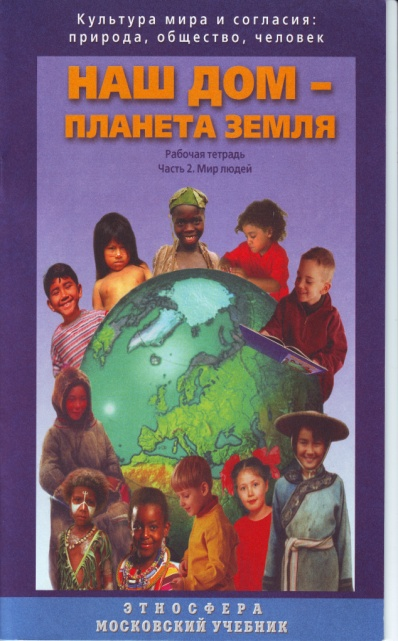 Культура мира и согласия:
природа, общество, человек
НАШ ДОМ –
ПЛАНЕТА ЗЕМЛЯ
Рабочая тетрадь
Часть 2. Мир людей
ЭТНОСФЕРА
МОСКОВСКИЙ УЧЕБНИК